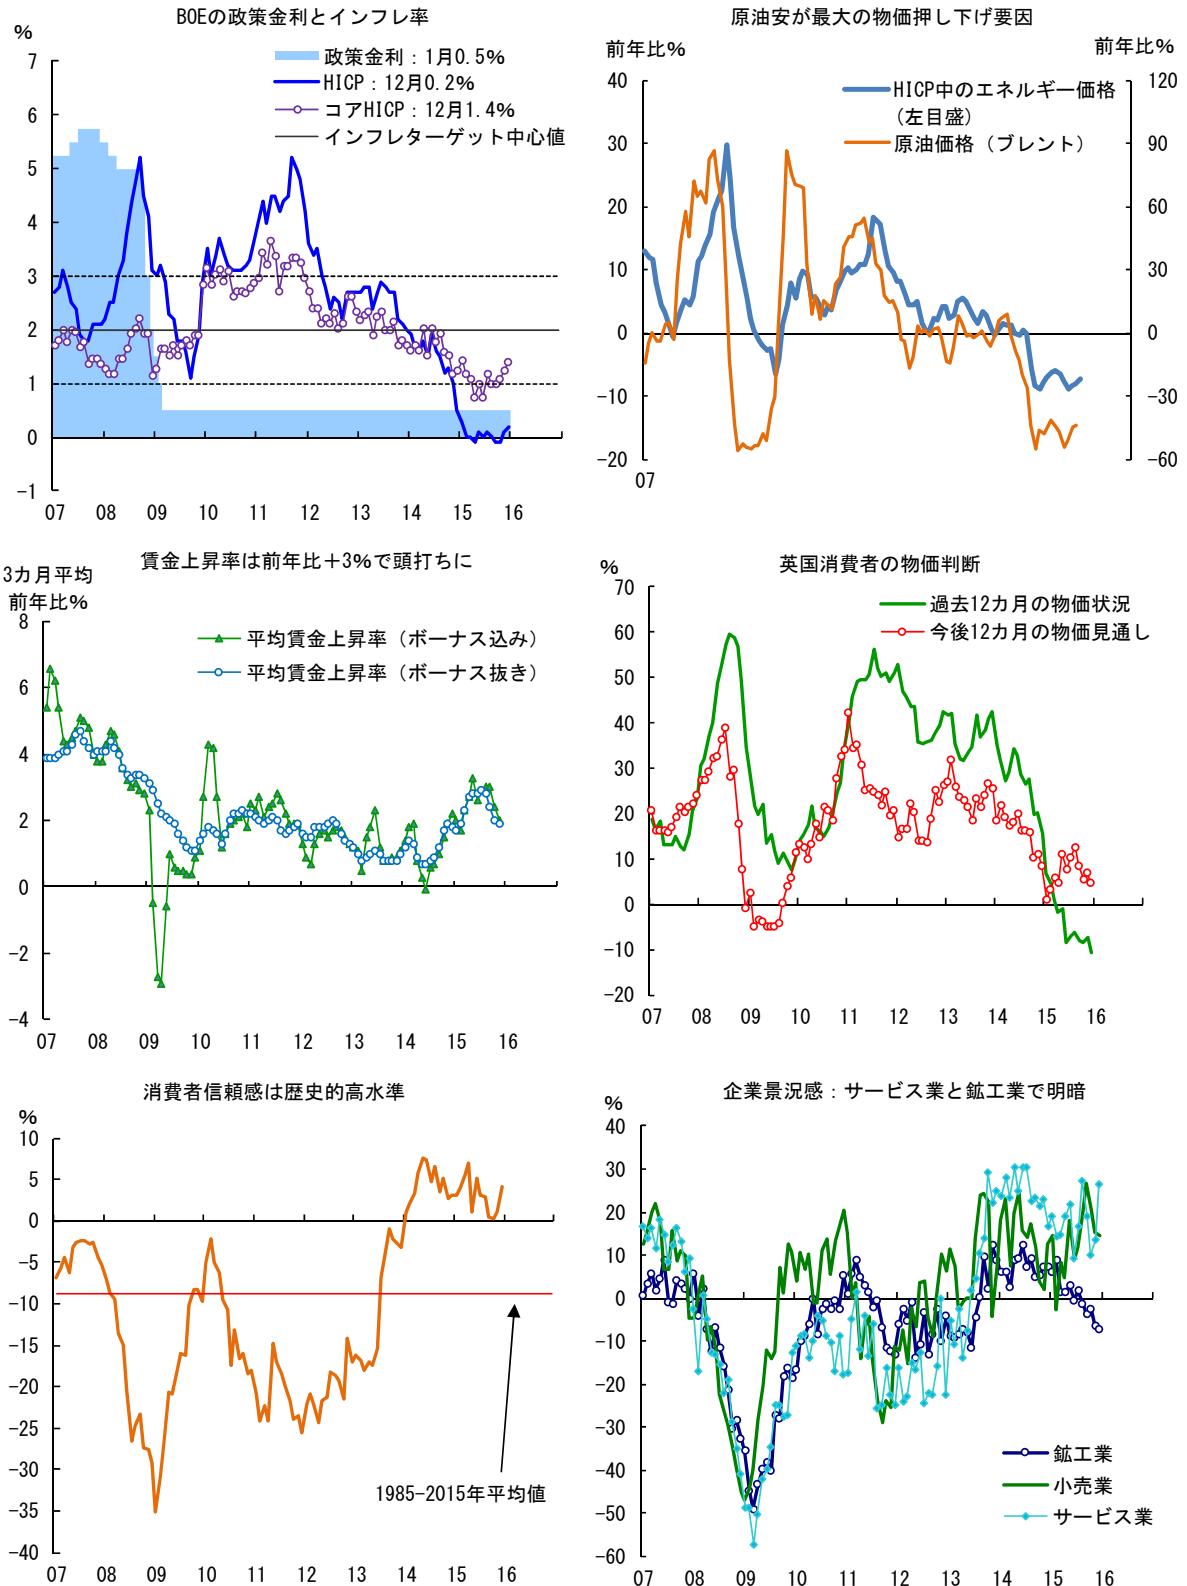 BOEの政策金利とインフレ率
%
政策金利：1月0.5%
HICP：12月0.2%
コアHICP：12月1.4%
インフレターゲット中心値
7
6
5
4
3
2
1
0
−1
07 08 09 10 11 12 13 14 15 16
原油安が最大の物価押し下げ要因
前年比%
前年比%
HICP中のエネルギー価格
（左目盛）
原油価格（ブレント）
40
30
20
10
0
−10
−20
120
90
60
30
0
−30
−60
07
賃金上昇率は前年比＋3%で頭打ちに
3カ月平均
前年比%
平均賃金上昇率（ボーナス込み）
平均賃金上昇率（ボーナス抜き）
8
6
4
2
0
−2
−4
07 08 09 10 11 12 13 14 15 16
英国消費者の物価判断
%
過去12カ月の物価状況
今後12カ月の物価見通し
70
60
50
40
30
20
10
0
−10
−20
07 08 09 10 11 12 13 14 15 16
消費者信頼感は歴史的高水準
%
10
5
0
−5
−10
−15
−20
−25
−30
−35
−40
1985−2015年平均値
07 08 09 10 11 12 13 14 15 16
企業景況感：サービス業と鉱工業で明暗
%
40
30
20
10
0
−10
−20
−30
−40
−50
−60
鉱工業
小売業
サービス業
07 08 09 10 11 12 13 14 15 16